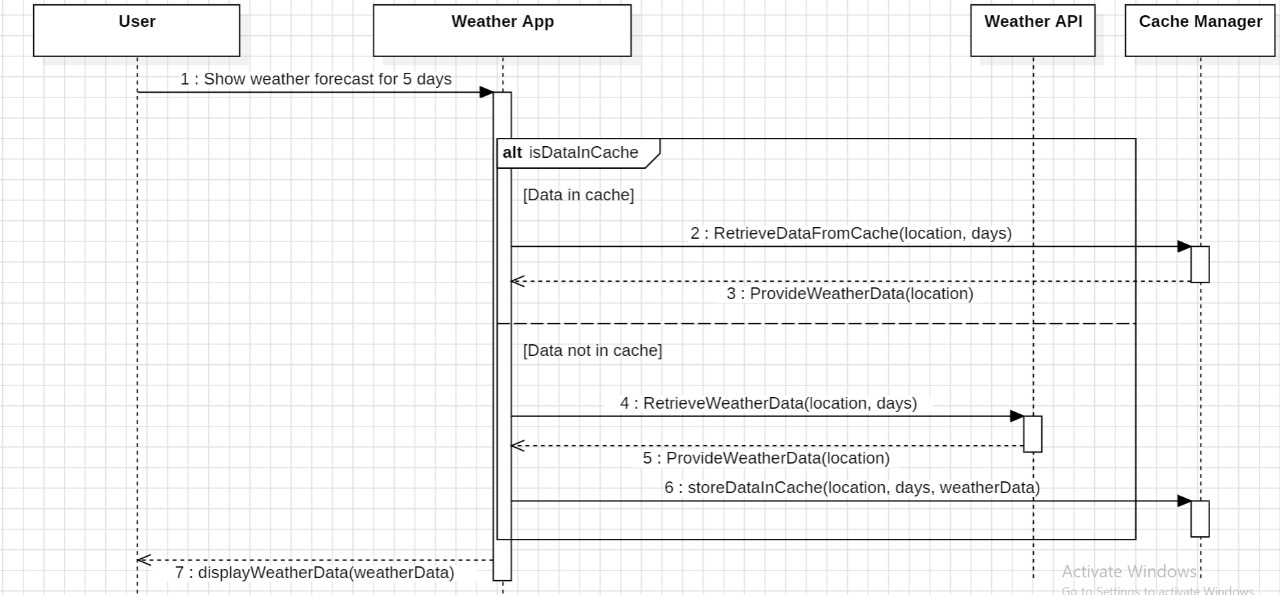 User
Weather App
Weather API
Cache Manager
1 : Show weather forecast for 5 days
alt isDataInCache
[Data in cache]
2 : RetrieveDataFromCache(location, days)
3 : ProvideWeatherData(location)
[Data not in cache]
4 : RetrieveWeatherData(location, days)
5 : ProvideWeatherData(location)
6 : storeDataInCache(location, days, weatherData)
7 : displayWeatherData(weatherData)
Activate Windows
Go to Settings to activate Windows.